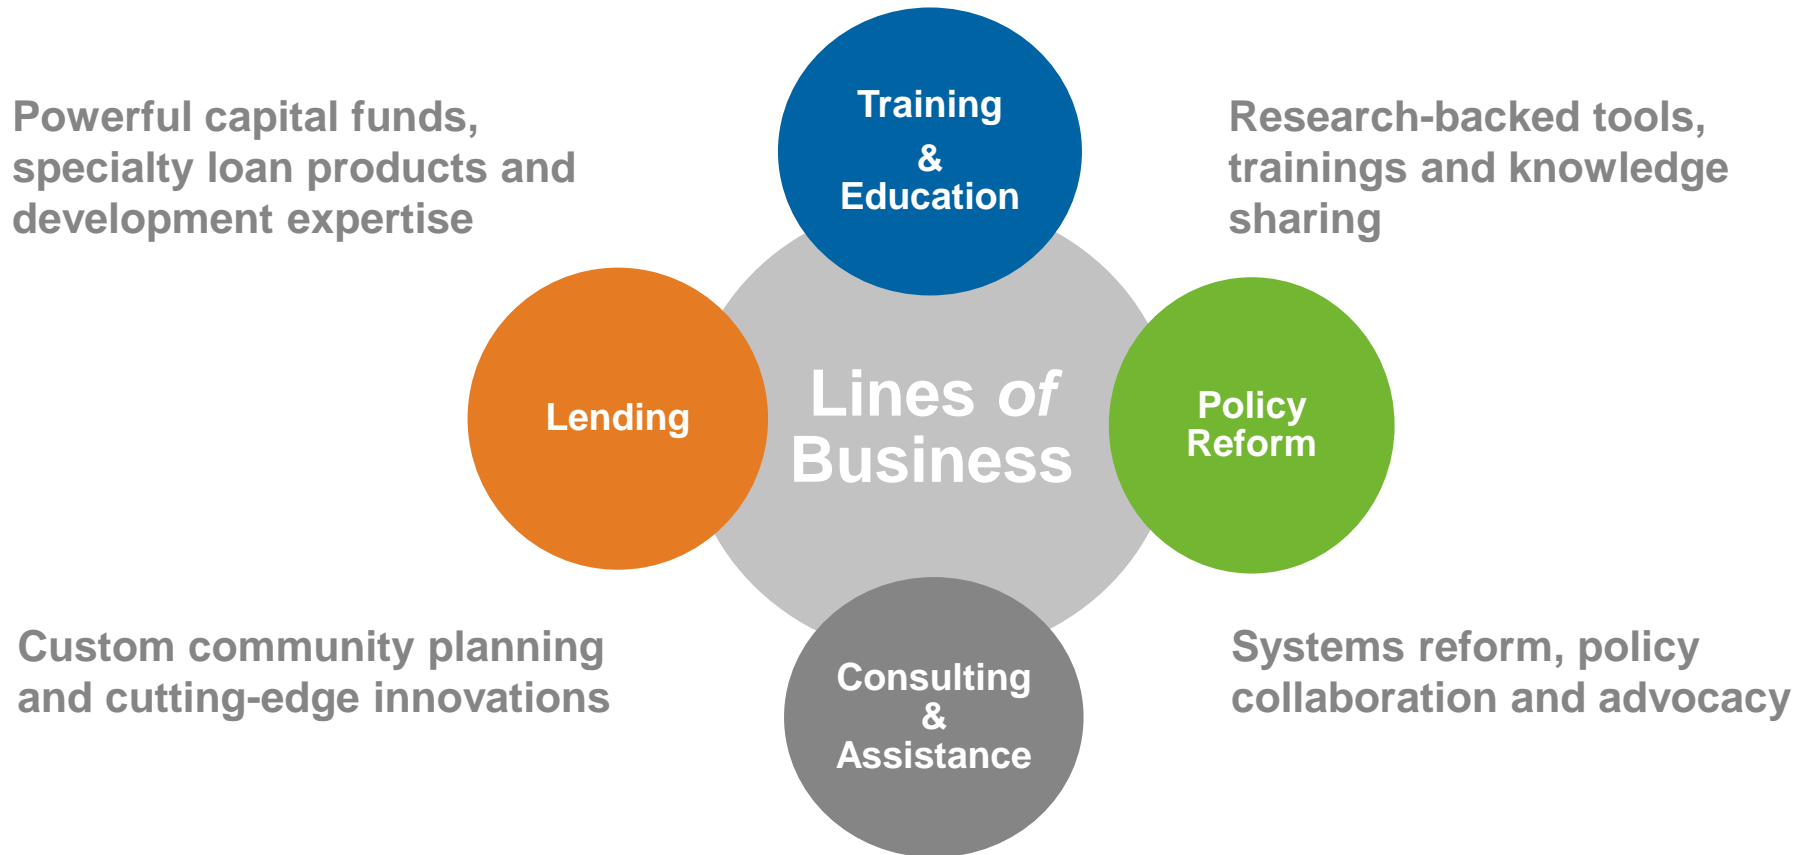 Training
&
Education
Powerful capital funds,
specialty loan products and
development expertise
Research-backed tools,
trainings and knowledge
sharing
Lending
Lines of
Business
Policy
Reform
Custom community planning
and cutting-edge innovations
Consulting
&
Assistance
Systems reform, policy
collaboration and advocacy